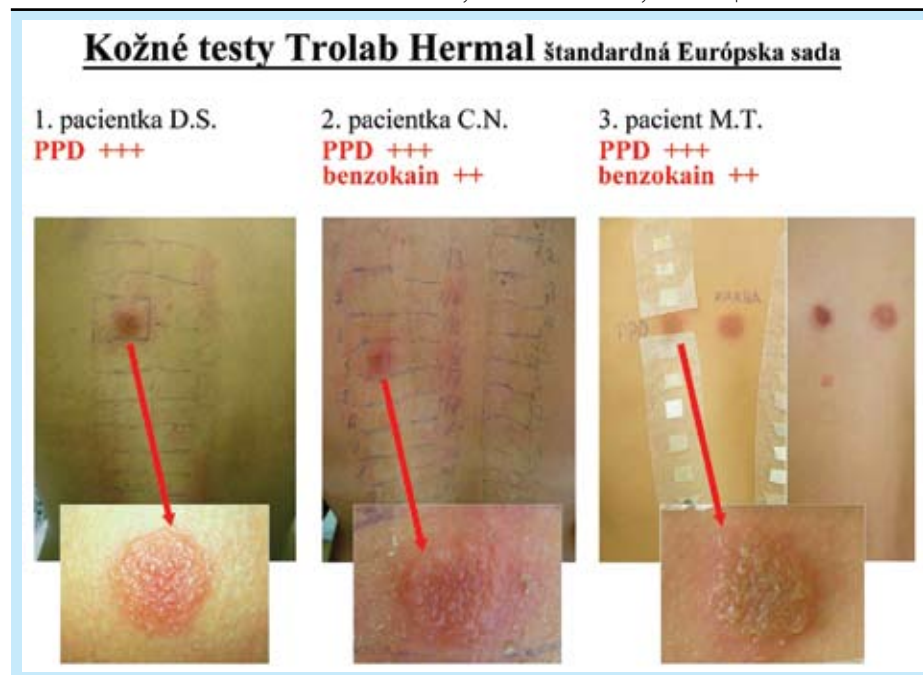 Kožné testy Trolab Hermal štandardná Európska sada
1. pacientka D.S.
PPD +++
2. pacientka C.N.
PPD +++
benzokain ++
3. pacient M.T.
PPD +++
benzokain ++
PPD